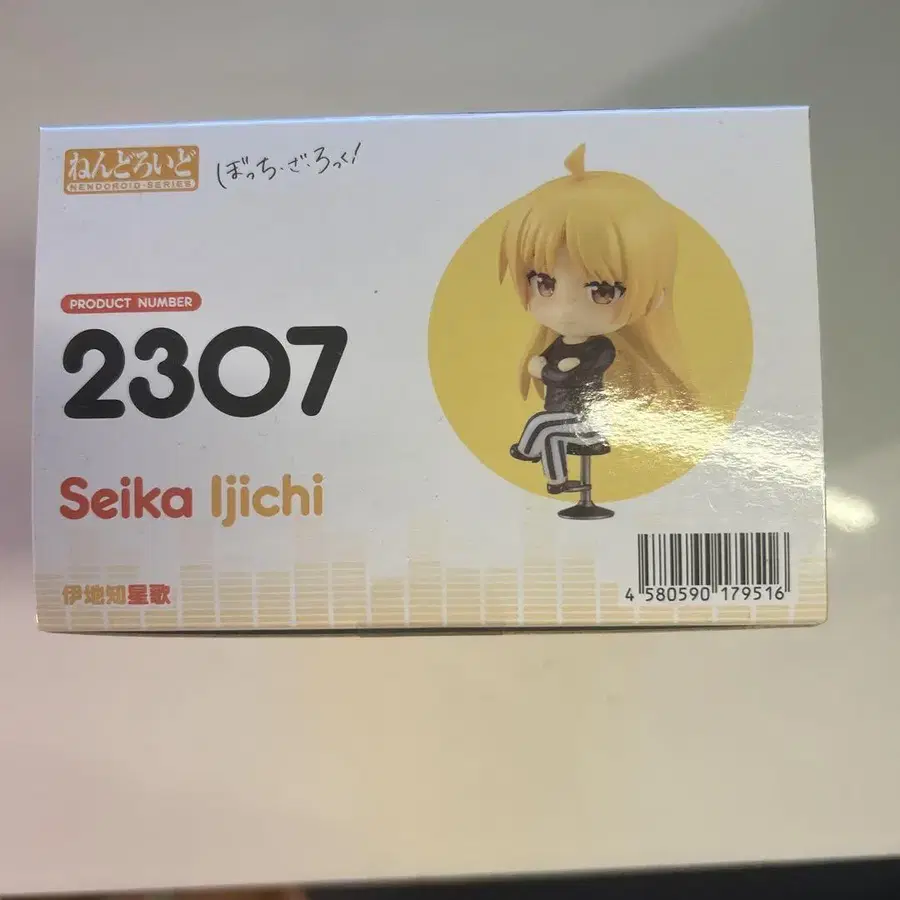 ねんどろいど
NENDOROID·SERIES
ぼっち・ざ・ろっく!
PRODUCT NUMBER
2307
Seika Ijichi
伊地知星歌
4 580590 179516